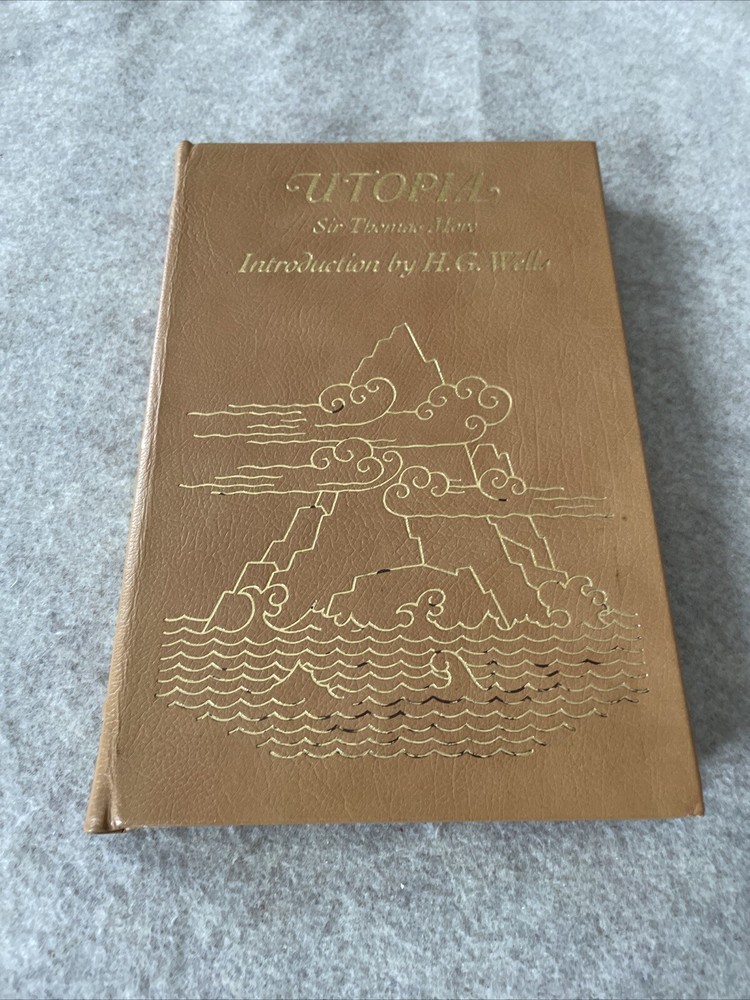 UTOPIA
Sir Thomas More
Introduction by H. G. Wells